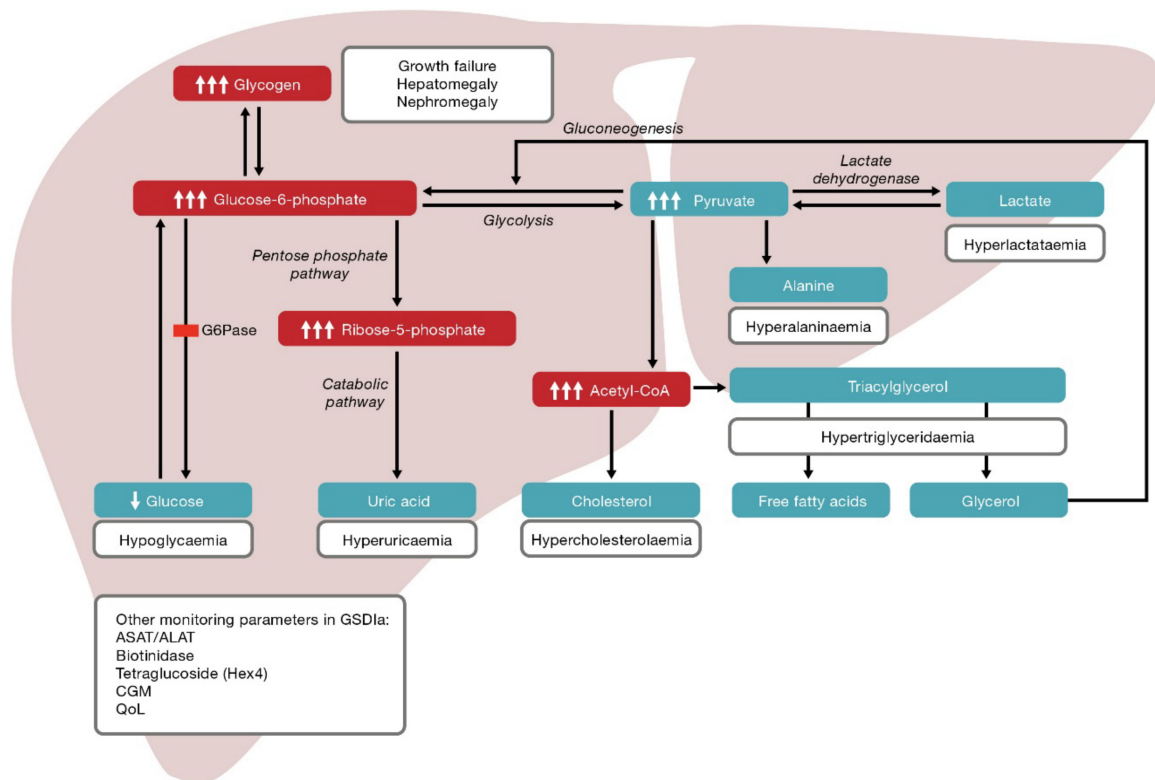 ↑↑↑ Glycogen
Growth failure
Hepatomegaly
Nephromegaly
Gluconeogenesis
Lactate
dehydrogenase
↑↑↑ Glucose-6-phosphate
↑↑↑ Pyruvate
Lactate
Glycolysis
Hyperlactataemia
Pentose phosphate
pathway
Alanine
Hyperalaninaemia
G6Pase
↑↑↑ Ribose-5-phosphate
Catabolic
pathway
↑↑↑ Acetyl-CoA
Triacylglycerol
Hypertriglyceridaemia
↓ Glucose
Uric acid
Cholesterol
Free fatty acids
Glycerol
Hypoglycaemia
Hyperuricaemia
Hypercholesterolaemia
Other monitoring parameters in GSDIa:
ASAT/ALAT
Biotinidase
Tetraglucoside (Hex4)
CGM
QoL